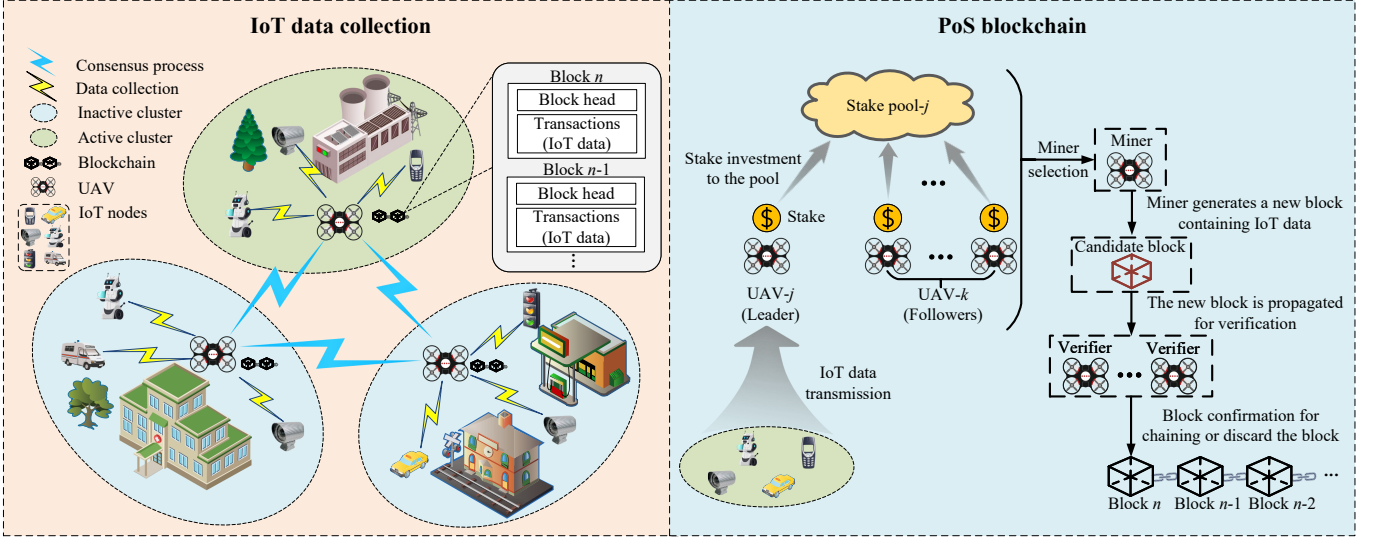 IoT data collection
Consensus process
Data collection
Inactive cluster
Active cluster
Blockchain
UAV
IoT nodes
Block n
Block head
Transactions
(IoT data)
Block n-1
Block head
Transactions
(IoT data)
PoS blockchain
Stake pool-j
Stake investment
to the pool
$ Stake
$
$
UAV-j
(Leader)
UAV-k
(Followers)
IoT data
transmission
Miner
selection
Miner
Miner generates a new block
containing IoT data
Candidate block
The new block is propagated
for verification
Verifier Verifier
Block confirmation for
chaining or discard the block
Block n Block n-1 Block n-2